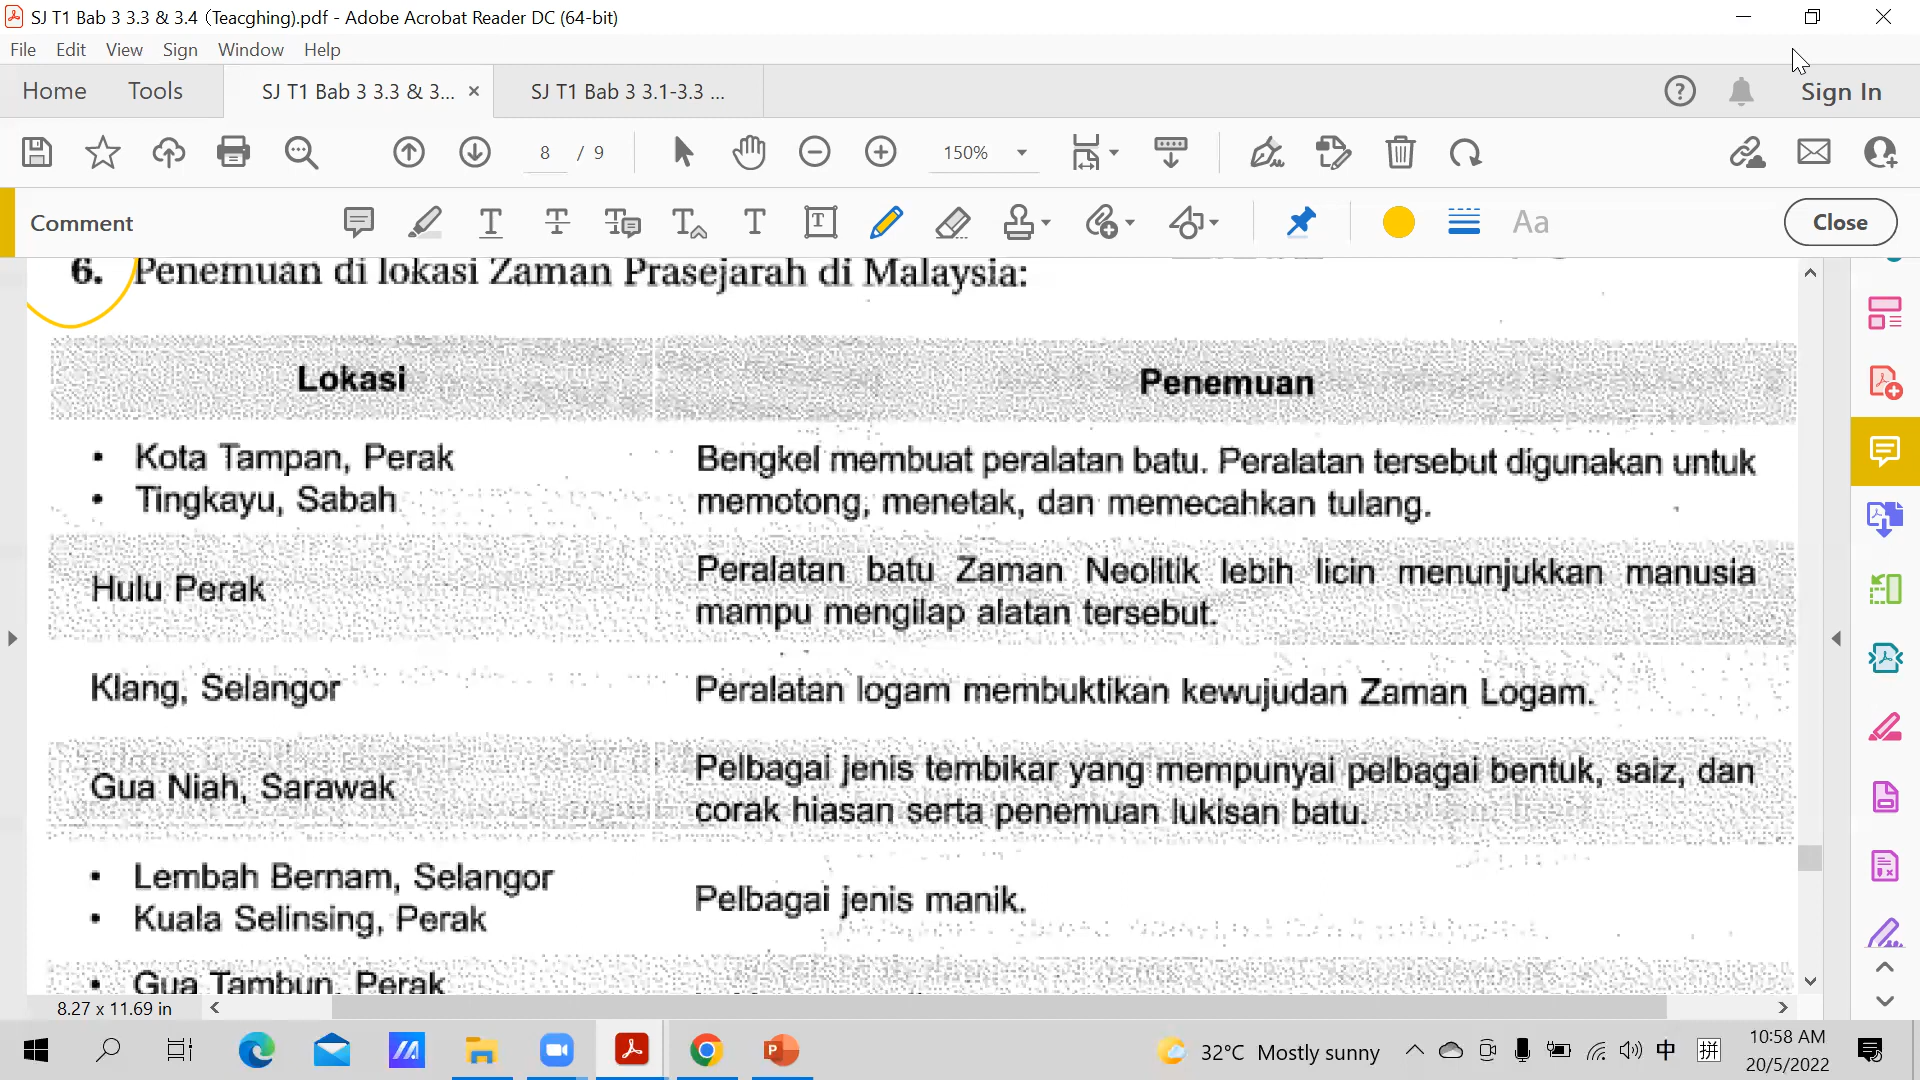 SJ T1 Bab 3 3.3 & 3.4 (Teacghing).pdf - Adobe Acrobat Reader DC (64-bit)
File Edit View Sign Window Help
Home Tools SJ T1 Bab 3 3.3 & 3... × SJ T1 Bab 3 3.1-3.3 ... Sign In
8 / 9 150%
Comment Aa Close
6. Penemuan di lokasi Zaman Prasejarah di Malaysia:
Lokasi Penemuan
• Kota Tampan, Perak
• Tingkayu, Sabah
Bengkel membuat peralatan batu. Peralatan tersebut digunakan untuk
memotong, menetak, dan memecahkan tulang.
Hulu Perak
Peralatan batu Zaman Neolitik lebih licin menunjukkan manusia
mampu mengilap alatan tersebut.
Klang, Selangor
Peralatan logam membuktikan kewujudan Zaman Logam.
Gua Niah, Sarawak
Pelbagai jenis tembikar yang mempunyai pelbagai bentuk, saiz, dan
corak hiasan serta penemuan lukisan batu.
• Lembah Bernam, Selangor
• Kuala Selinsing, Perak
Pelbagai jenis manik.
• Gua Tambun, Perak
8.27 x 11.69 in
32°C Mostly sunny 中 拼 10:58 AM
20/5/2022